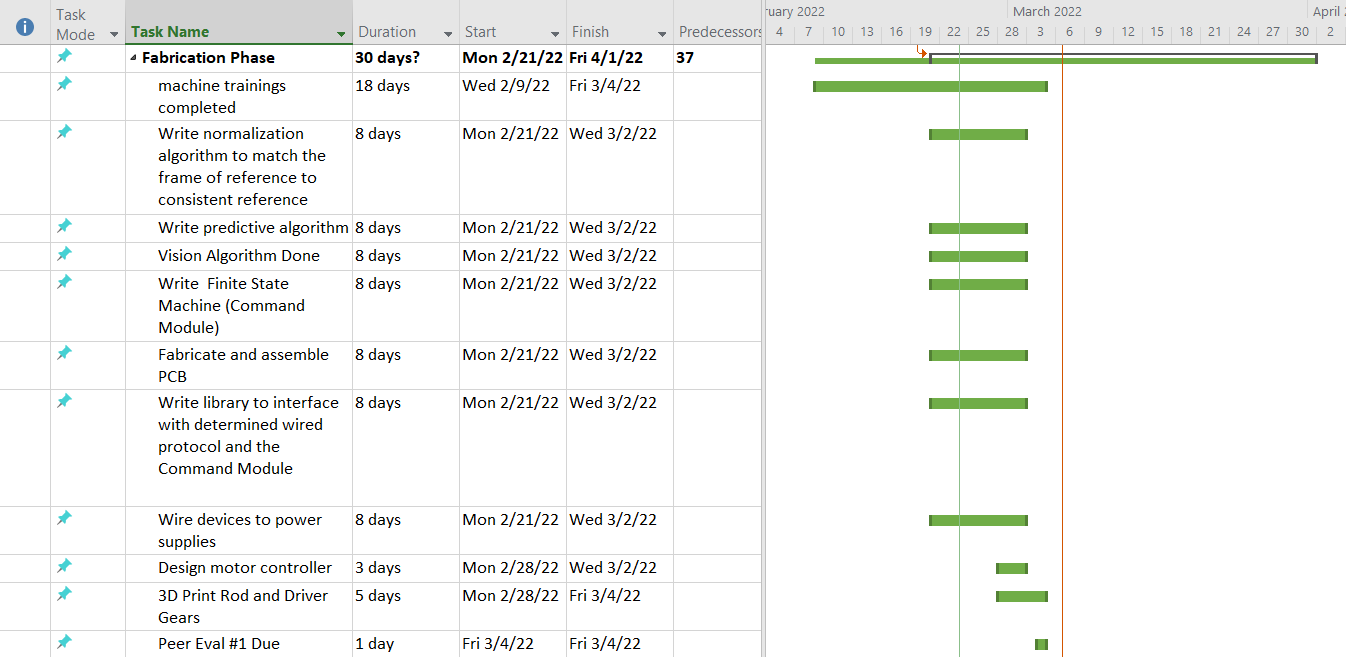 Task
Mode
Task Name
Duration
Start
Finish
Predecessors
ruary 2022
March 2022
April 2
4 7 10 13 16 19 22 25 28 3 6 9 12 15 18 21 24 27 30 2
Fabrication Phase 30 days? Mon 2/21/22 Fri 4/1/22 37
machine trainings 18 days Wed 2/9/22 Fri 3/4/22
completed
Write normalization 8 days Mon 2/21/22 Wed 3/2/22
algorithm to match the
frame of reference to
consistent reference
Write predictive algorithm 8 days Mon 2/21/22 Wed 3/2/22
Vision Algorithm Done 8 days Mon 2/21/22 Wed 3/2/22
Write  Finite State 8 days Mon 2/21/22 Wed 3/2/22
Machine (Command
Module)
Fabricate and assemble 8 days Mon 2/21/22 Wed 3/2/22
PCB
Write library to interface 8 days Mon 2/21/22 Wed 3/2/22
with determined wired
protocol and the
Command Module
Wire devices to power 8 days Mon 2/21/22 Wed 3/2/22
supplies
Design motor controller 3 days Mon 2/28/22 Wed 3/2/22
3D Print Rod and Driver 5 days Mon 2/28/22 Fri 3/4/22
Gears
Peer Eval #1 Due 1 day Fri 3/4/22 Fri 3/4/22